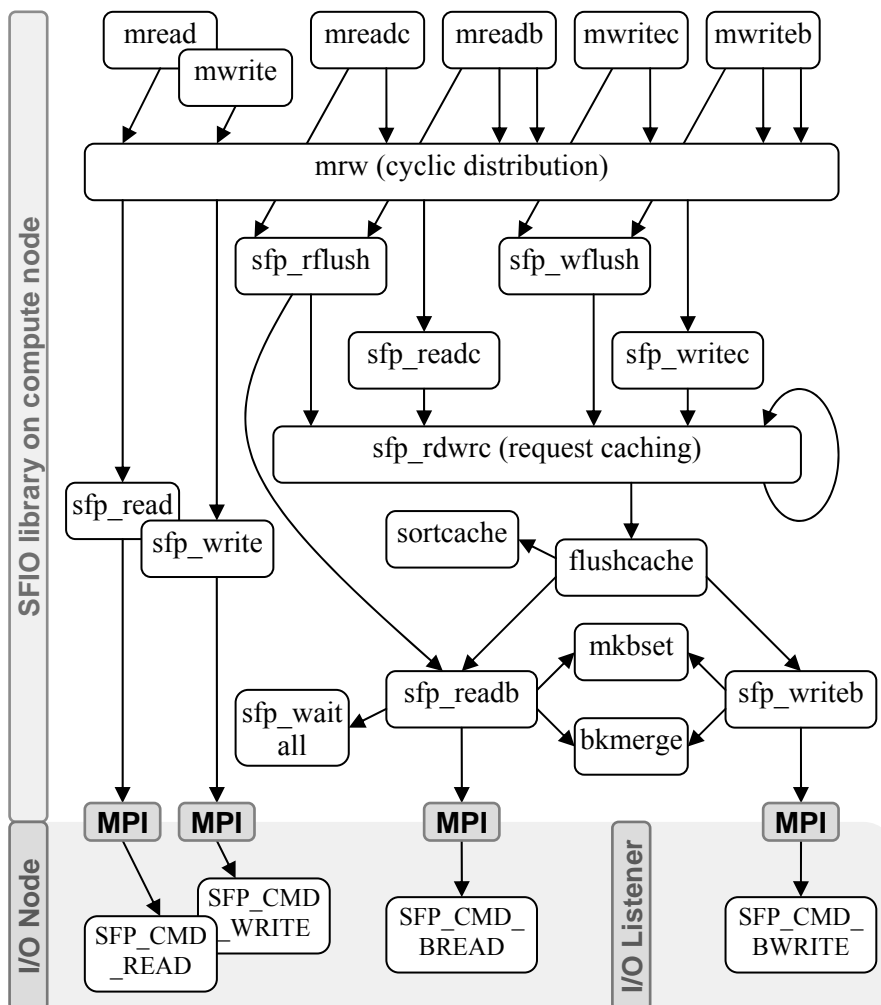 mread
mreadc
mreadb
mwritec
mwriteb
mwrite
mrw (cyclic distribution)
sfp_rflush
sfp_wflush
sfp_readc
sfp_writec
sfp_rdwrc (request caching)
sfp_read
sfp_write
sortcache
flushcache
mkbset
sfp_readb
sfp_writeb
sfp_wait
all
bkmerge
SFIO library on compute node
MPI
MPI
MPI
MPI
I/O Node
SFP_CMD
_READ
SFP_CMD
_WRITE
SFP_CMD_
BREAD
I/O Listener
SFP_CMD_
BWRITE